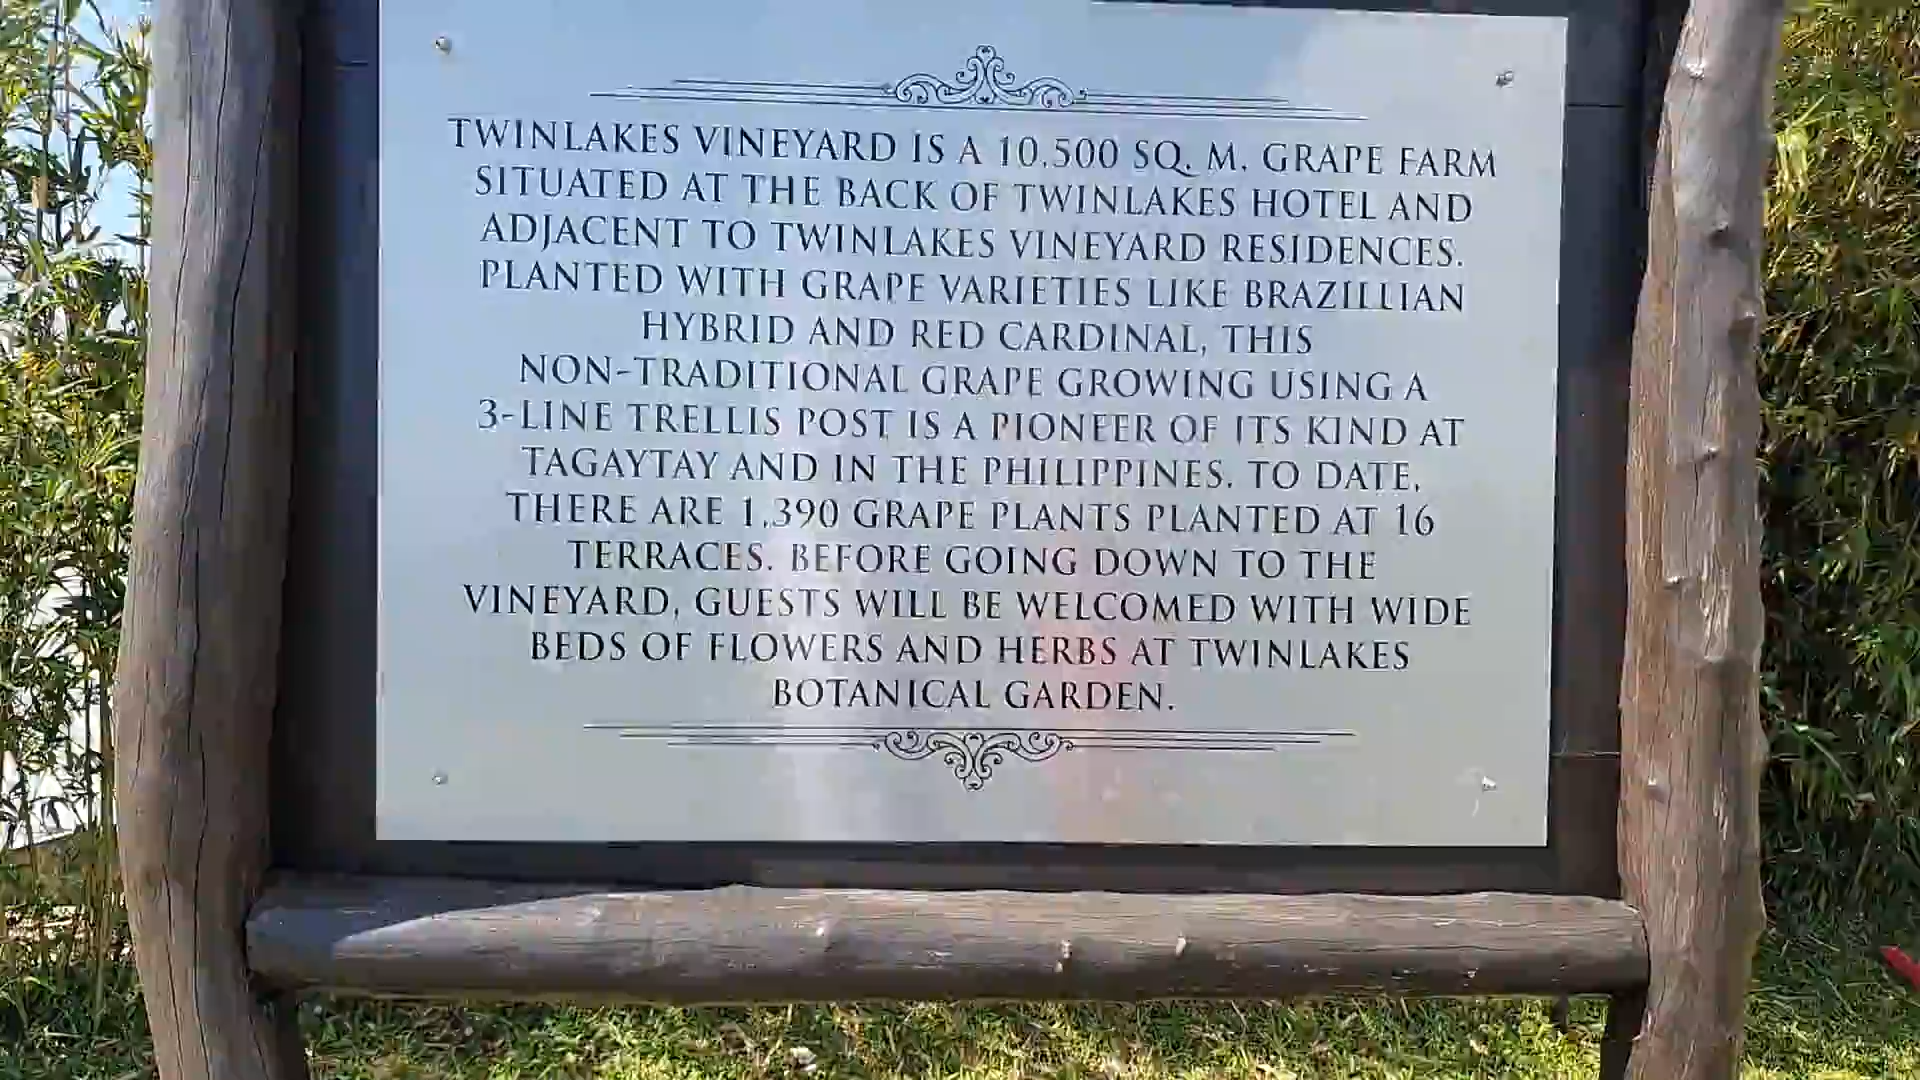 TWINLAKES VINEYARD IS A 10,500 SQ. M. GRAPE FARM
SITUATED AT THE BACK OF TWINLAKES HOTEL AND
ADJACENT TO TWINLAKES VINEYARD RESIDENCES.
PLANTED WITH GRAPE VARIETIES LIKE BRAZILLIAN
HYBRID AND RED CARDINAL, THIS
NON-TRADITIONAL GRAPE GROWING USING A
3-LINE TRELLIS POST IS A PIONEER OF ITS KIND AT
TAGAYTAY AND IN THE PHILIPPINES. TO DATE,
THERE ARE 1,390 GRAPE PLANTS PLANTED AT 16
TERRACES. BEFORE GOING DOWN TO THE
VINEYARD, GUESTS WILL BE WELCOMED WITH WIDE
BEDS OF FLOWERS AND HERBS AT TWINLAKES
BOTANICAL GARDEN.